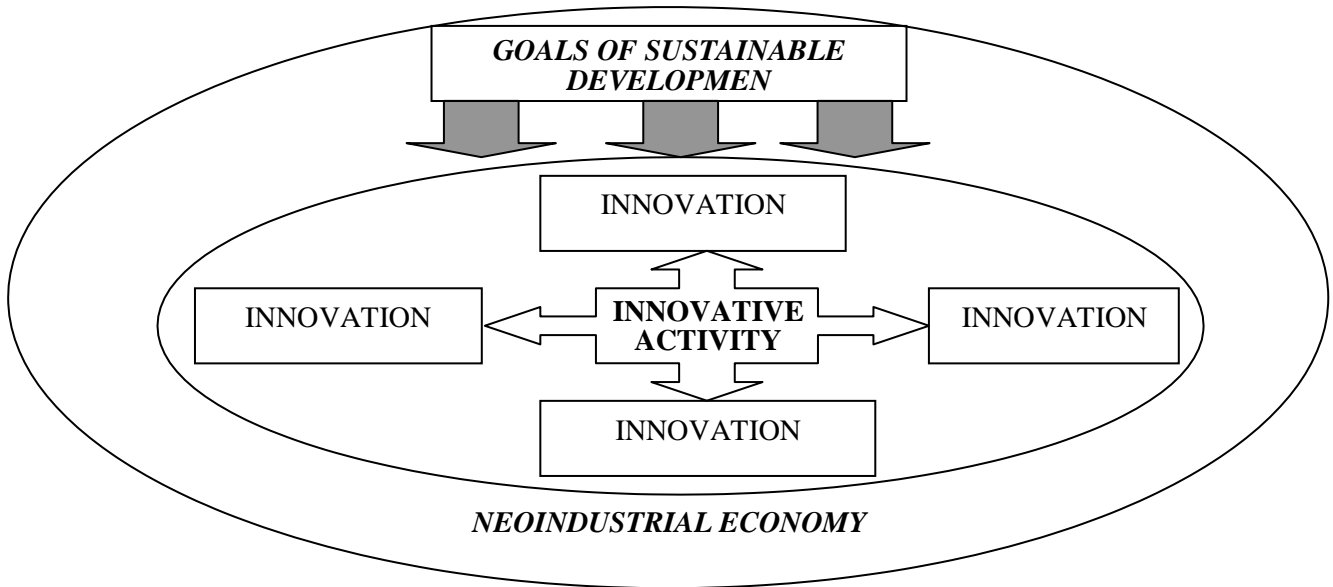 GOALS OF SUSTAINABLE
DEVELOPMEN
INNOVATION
INNOVATION
INNOVATIVE
ACTIVITY
INNOVATION
INNOVATION
NEOINDUSTRIAL ECONOMY